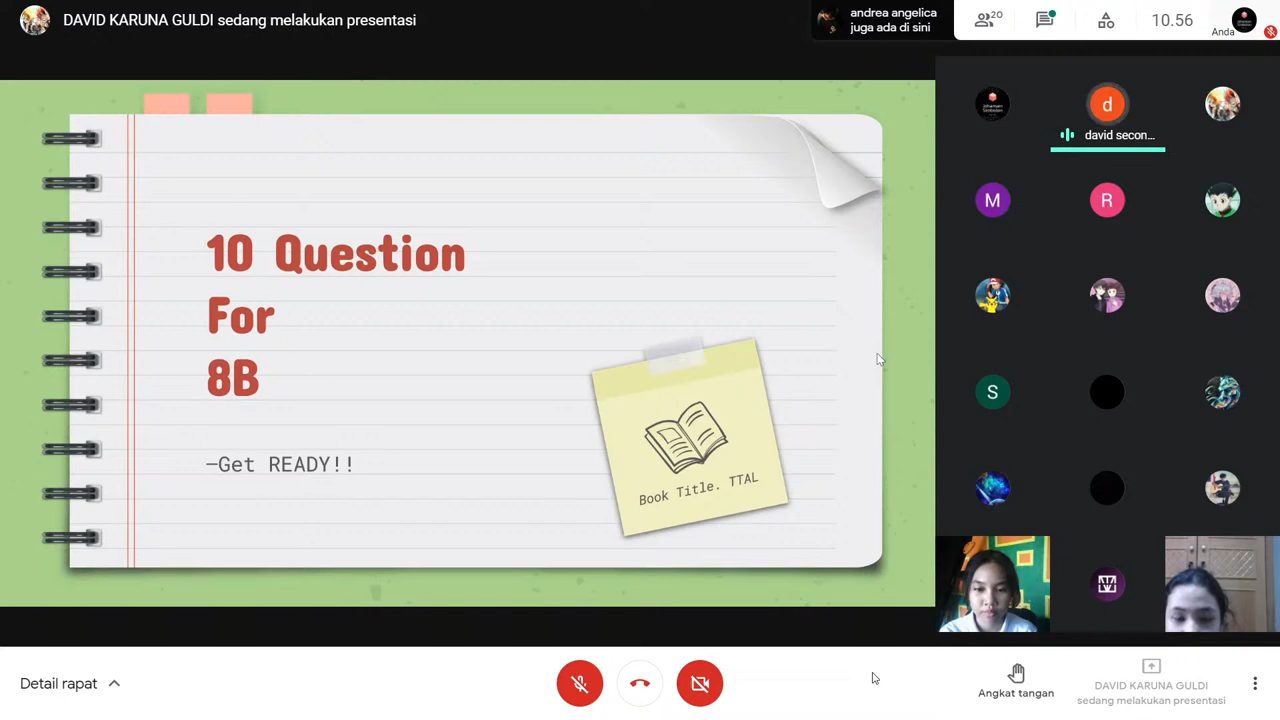 DAVID KARUNA GULDI sedang melakukan presentasi
andrea angelica
juga ada di sini
20
10.56
Anda
d
david secon...
M
R
S
10 Question
For
8B
—Get READY!!
Book Title. TTAL
Detail rapat
Angkat tangan
DAVID KARUNA GULDI
sedang melakukan presentasi